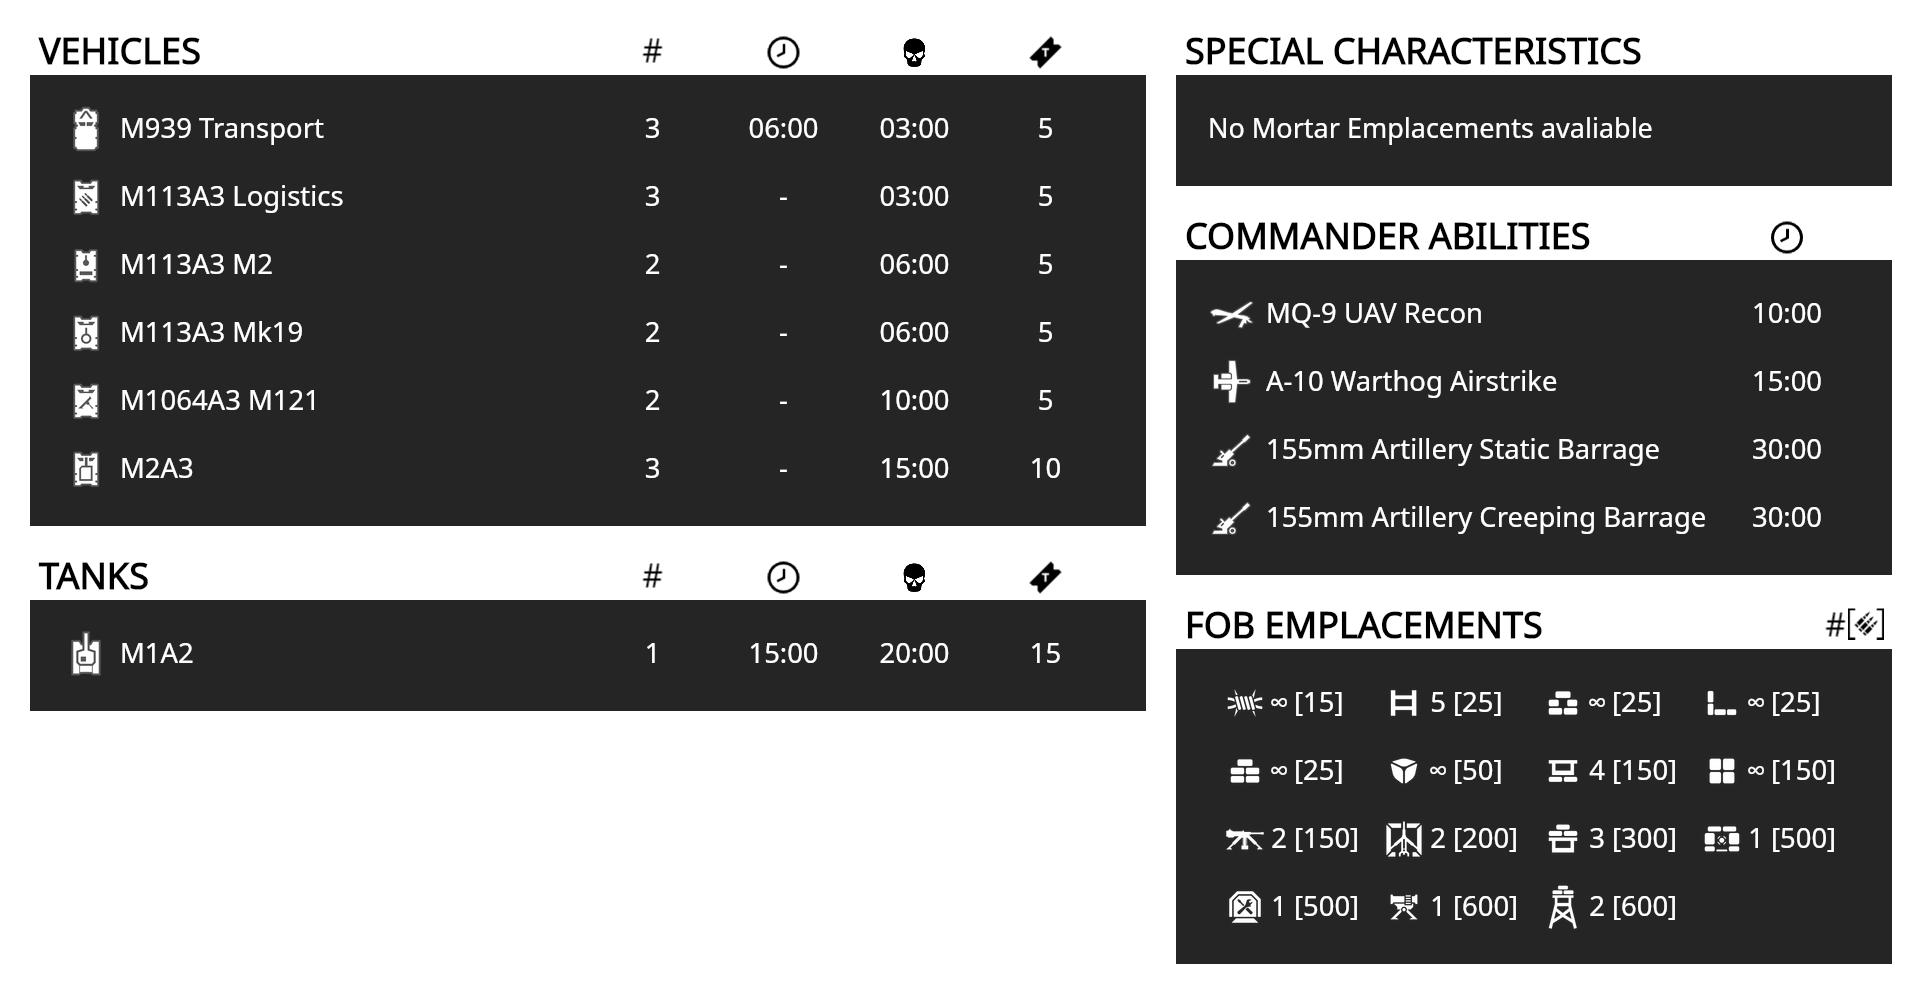 VEHICLES #
M939 Transport 3 06:00 03:00 5
M113A3 Logistics 3 - 03:00 5
M113A3 M2 2 - 06:00 5
M113A3 Mk19 2 - 06:00 5
M1064A3 M121 2 - 10:00 5
M2A3 3 - 15:00 10
TANKS #
M1A2 1 15:00 20:00 15
SPECIAL CHARACTERISTICS
No Mortar Emplacements avaliable
COMMANDER ABILITIES
MQ-9 UAV Recon 10:00
A-10 Warthog Airstrike 15:00
155mm Artillery Static Barrage 30:00
155mm Artillery Creeping Barrage 30:00
FOB EMPLACEMENTS #[]
∞ [15] 5 [25] ∞ [25] ∞ [25]
∞ [25] ∞ [50] 4 [150] ∞ [150]
2 [150] 2 [200] 3 [300] 1 [500]
1 [500] 1 [600] 2 [600]